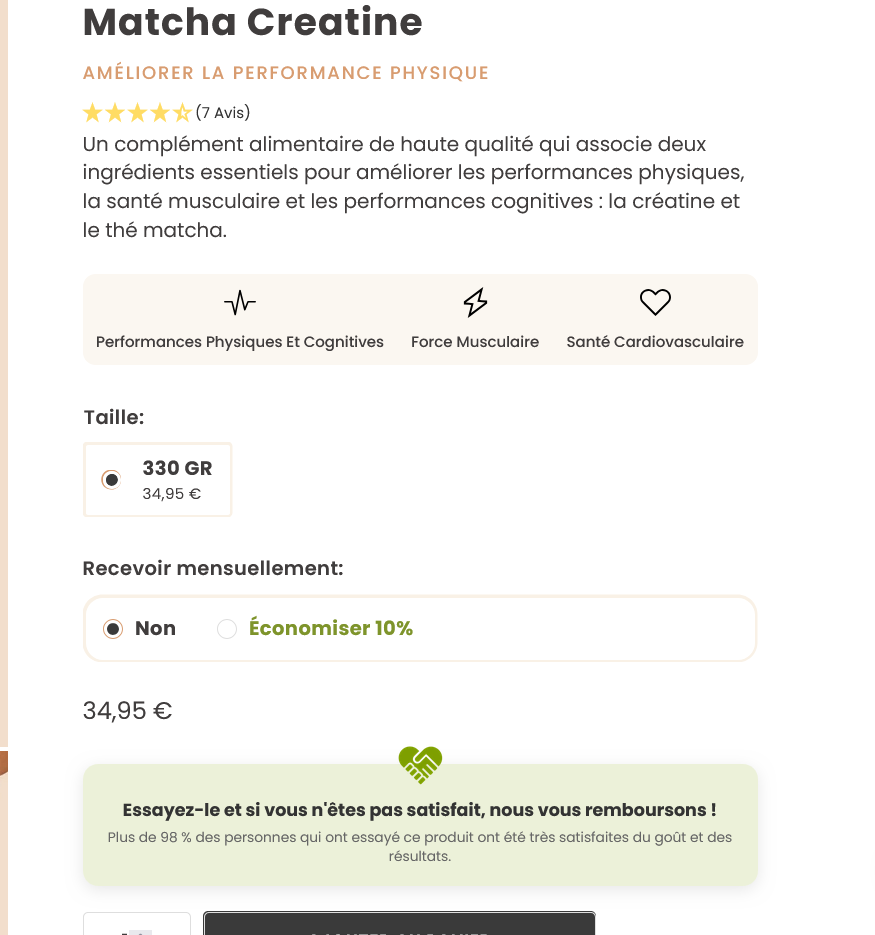 Matcha Creatine
AMÉLIORER LA PERFORMANCE PHYSIQUE
(7 Avis)
Un complément alimentaire de haute qualité qui associe deux
ingrédients essentiels pour améliorer les performances physiques,
la santé musculaire et les performances cognitives : la créatine et
le thé matcha.
Performances Physiques Et Cognitives
Force Musculaire
Santé Cardiovasculaire
Taille:
330 GR
34,95 €
Recevoir mensuellement:
Non
Économiser 10%
34,95 €
Essayez-le et si vous n'êtes pas satisfait, nous vous remboursons !
Plus de 98 % des personnes qui ont essayé ce produit ont été très satisfaites du goût et des
résultats.